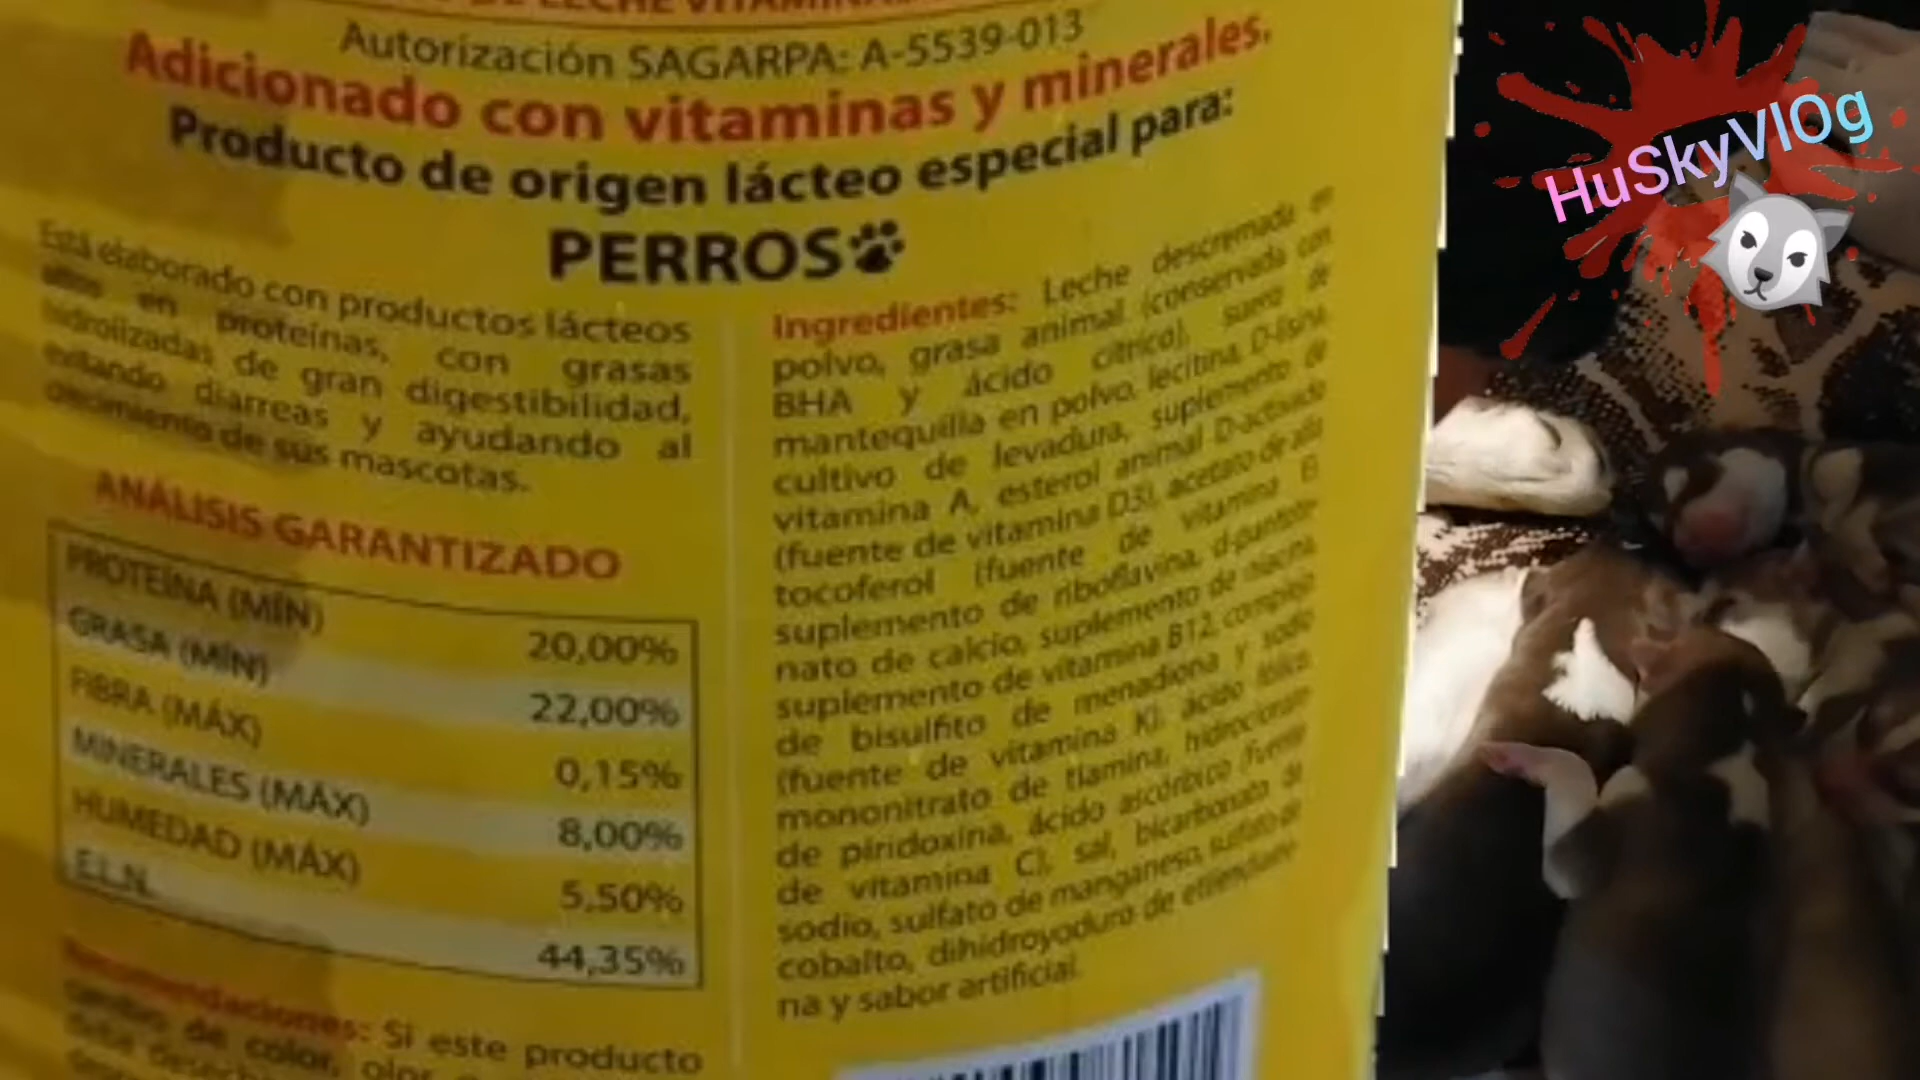 DE LECHE VITAMINA
Autorización SAGARPA: A-5539-013
Adicionado con vitaminas y minerales.
Producto de origen lácteo especial para:
PERROS
Está elaborado con productos lácteos
altos en proteínas, con grasas
hidrolizadas de gran digestibilidad,
evitando diarreas y ayudando al
crecimiento de sus mascotas.
ANÁLISIS GARANTIZADO
PROTEÍNA (MÍN) 20,00%
GRASA (MÍN) 22,00%
FIBRA (MÁX) 0,15%
MINERALES (MÁX) 8,00%
HUMEDAD (MÁX) 5,50%
E.L.N. 44,35%
Recomendaciones: Si este producto
cambio de color, olor
Ingredientes: Leche descremada en
polvo, grasa animal (conservada con
BHA y ácido cítrico), suero de
mantequilla en polvo, lecitina, D-lisina,
cultivo de levadura, suplemento de
vitamina A, esterol animal D-activado
(fuente de vitamina D3), acetato de alfa
tocoferol (fuente de vitamina E)
suplemento de riboflavina, d-pantote-
nato de calcio, suplemento de niacina,
suplemento de vitamina B12, complejo
de bisulfito de menadiona y sodio
(fuente de vitamina K), ácido fólico,
mononitrato de tiamina, hidrocloruro
de piridoxina, ácido ascórbico (fuente
de vitamina C), sal, bicarbonato de
sodio, sulfato de manganeso, sulfato de
cobalto, dihidroyoduro de etilendiami-
na y sabor artificial.
HuSkyVlOg